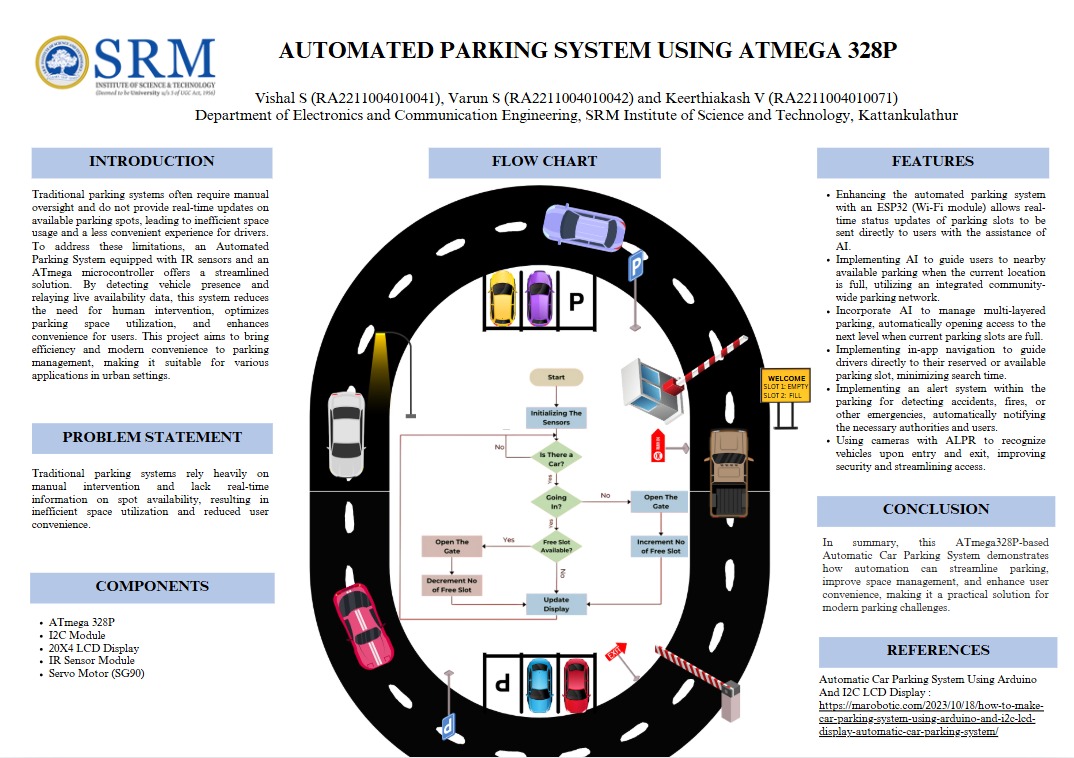 SRM
INSTITUTE OF SCIENCE & TECHNOLOGY
(Deemed to be University u/s 3 of UGC Act, 1956)
AUTOMATED PARKING SYSTEM USING ATMEGA 328P
Vishal S (RA2211004010041), Varun S (RA2211004010042) and Keerthiakash V (RA2211004010071)
Department of Electronics and Communication Engineering, SRM Institute of Science and Technology, Kattankulathur
INTRODUCTION
Traditional parking systems often require manual
oversight and do not provide real-time updates on
available parking spots, leading to inefficient space
usage and a less convenient experience for drivers.
To address these limitations, an Automated
Parking System equipped with IR sensors and an
ATmega microcontroller offers a streamlined
solution. By detecting vehicle presence and
relaying live availability data, this system reduces
the need for human intervention, optimizes
parking space utilization, and enhances
convenience for users. This project aims to bring
efficiency and modern convenience to parking
management, making it suitable for various
applications in urban settings.
PROBLEM STATEMENT
Traditional parking systems rely heavily on
manual intervention and lack real-time
information on spot availability, resulting in
inefficient space utilization and reduced user
convenience.
COMPONENTS
• ATmega 328P
• I2C Module
• 20X4 LCD Display
• IR Sensor Module
• Servo Motor (SG90)
FLOW CHART
P
P
WELCOME
SLOT 1: EMPTY
SLOT 2: FILL
Start
Initializing The
Sensors
No
Is There a
Car?
Yes
Going
In?
No
Open The
Gate
Yes
Open The
Gate
Yes
Free Slot
Available?
Increment No
of Free Slot
No
Decrement No
of Free Slot
Update
Display
EXIT
P
P
FEATURES
• Enhancing the automated parking system
with an ESP32 (Wi-Fi module) allows real-
time status updates of parking slots to be
sent directly to users with the assistance of
AI.
• Implementing AI to guide users to nearby
available parking when the current location
is full, utilizing an integrated community-
wide parking network.
• Incorporate AI to manage multi-layered
parking, automatically opening access to the
next level when current parking slots are full.
• Implementing in-app navigation to guide
drivers directly to their reserved or available
parking slot, minimizing search time.
• Implementing an alert system within the
parking for detecting accidents, fires, or
other emergencies, automatically notifying
the necessary authorities and users.
• Using cameras with ALPR to recognize
vehicles upon entry and exit, improving
security and streamlining access.
CONCLUSION
In summary, this ATmega328P-based
Automatic Car Parking System demonstrates
how automation can streamline parking,
improve space management, and enhance user
convenience, making it a practical solution for
modern parking challenges.
REFERENCES
Automatic Car Parking System Using Arduino
And I2C LCD Display :
https://marobotic.com/2023/10/18/how-to-make-
car-parking-system-using-arduino-and-i2c-lcd-
display-automatic-car-parking-system/